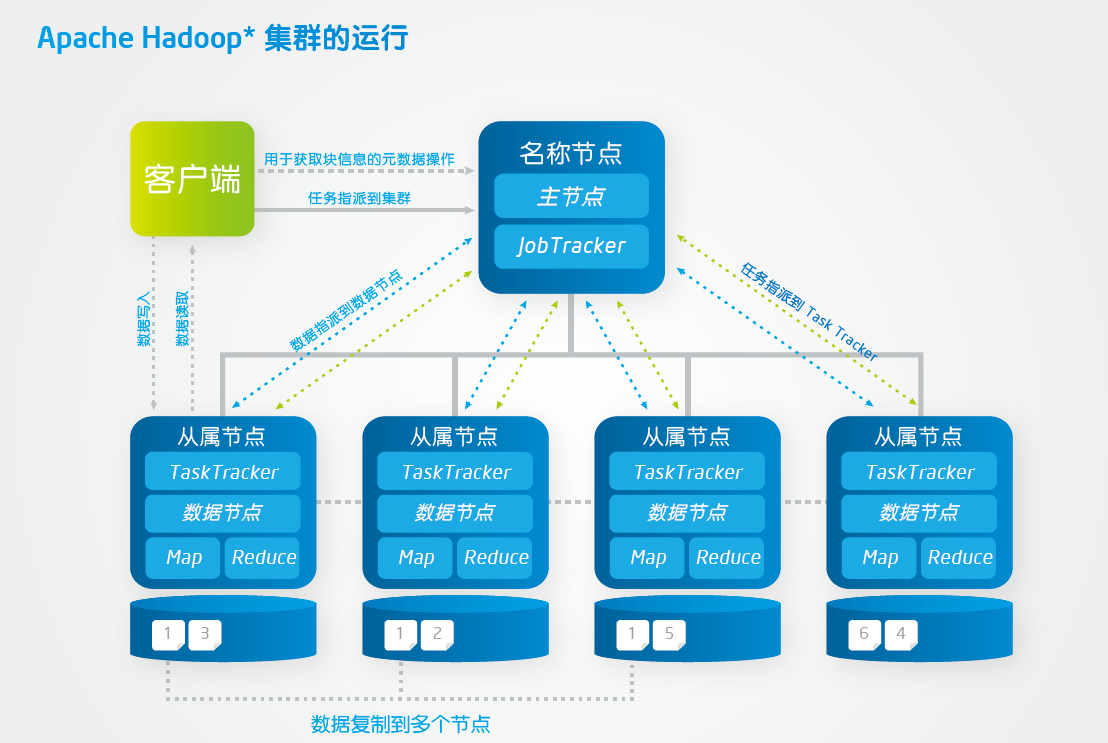 Apache Hadoop* 集群的运行
客户端
用于获取块信息的元数据操作
任务指派到集群
名称节点
主节点
JobTracker
数据写入
数据读取
数据指派到数据节点
任务指派到 Task Tracker
从属节点
TaskTracker
数据节点
Map Reduce
1 3
从属节点
TaskTracker
数据节点
Map Reduce
1 2
从属节点
TaskTracker
数据节点
Map Reduce
1 5
从属节点
TaskTracker
数据节点
Map Reduce
6 4
数据复制到多个节点